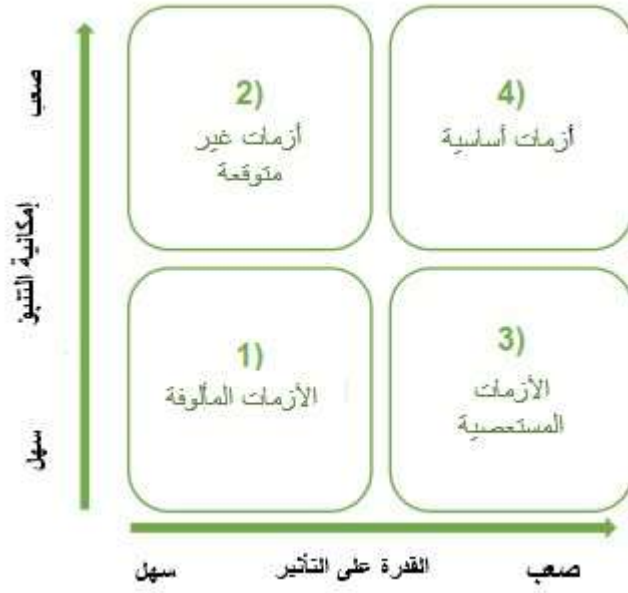 صعب
إمكانية التنبؤ
سهل
2)
أزمات غير
متوقعة
4)
أزمات أساسية
1)
الأزمات المألوفة
3)
الأزمات
المستعصية
سهل
القدرة على التأثير
صعب